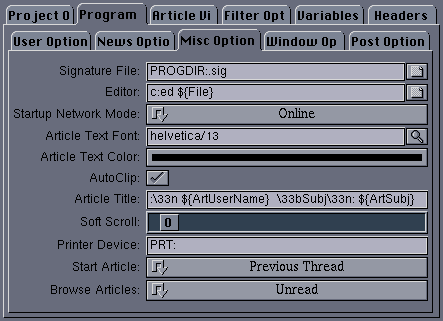 Project O Program Article Vi Filter Opt Variables Headers
User Option News Optio Misc Option Window Op Post Option
Signature File: PROGDIR:.sig
Editor: c:ed ${File}
Startup Network Mode: Online
Article Text Font: helvetica/13
Article Text Color:
AutoClip:
Article Title: :\33n ${ArtUserName} \33bSubj\33n: ${ArtSubj}
Soft Scroll: 0
Printer Device: PRT:
Start Article: Previous Thread
Browse Articles: Unread